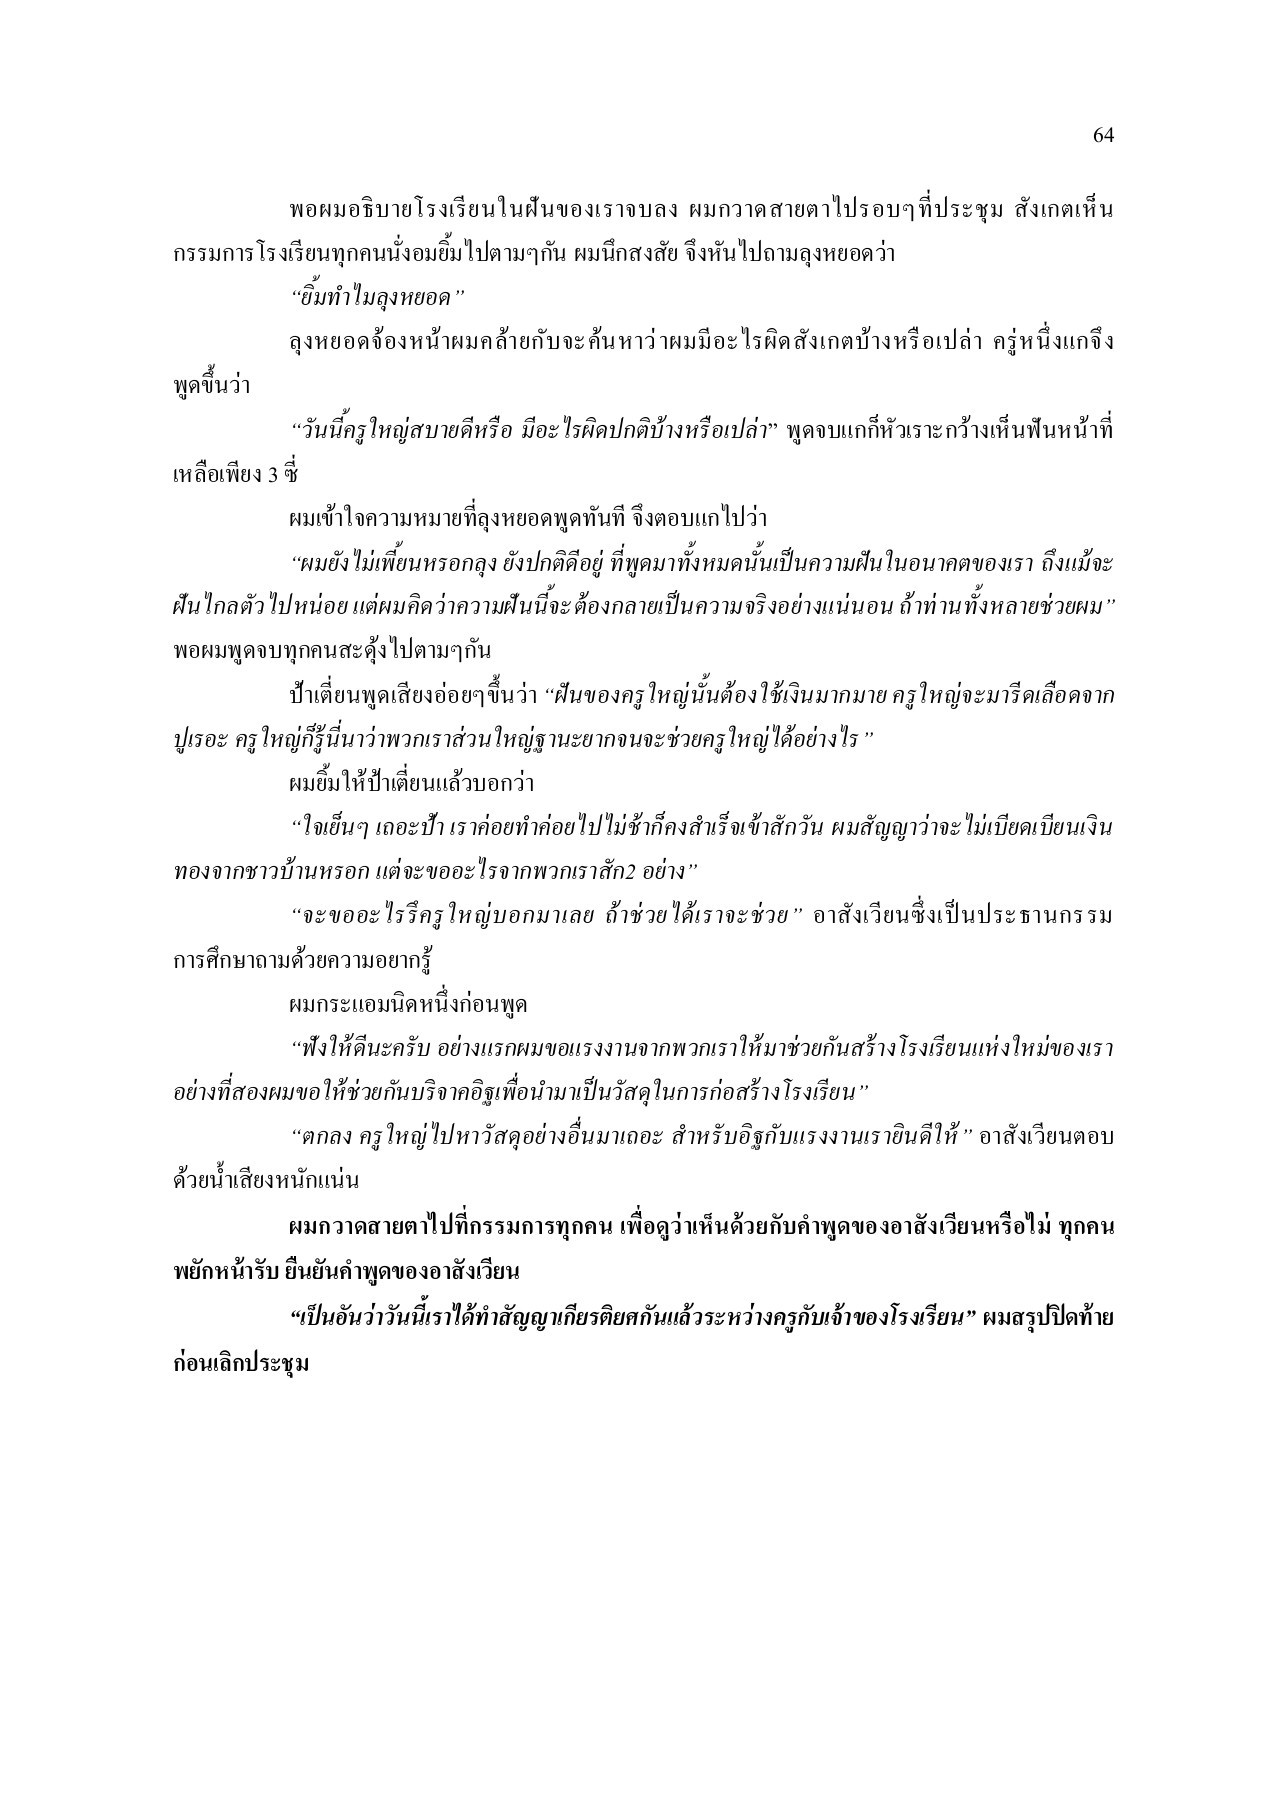 64
พอผมอธิบายโรงเรียนในฝันของเราจบลง ผมกวาดสายตาไปรอบๆที่ประชุม สังเกตเห็น
กรรมการโรงเรียนทุกคนนั่งอมยิ้มไปตามๆกัน ผมนึกสงสัย จึงหันไปถามลุงหยอดว่า
“ยิ้มทำไมลุงหยอด”
ลุงหยอดจ้องหน้าผมคล้ายกับจะค้นหาว่าผมมีอะไรผิดสังเกตบ้างหรือเปล่า ครู่หนึ่งแกจึง
พูดขึ้นว่า
“วันนี้ครูใหญ่สบายดีหรือ มีอะไรผิดปกติบ้างหรือเปล่า” พูดจบแกก็หัวเราะกว้างเห็นฟันหน้าที่
เหลือเพียง 3 ซี่
ผมเข้าใจความหมายที่ลุงหยอดพูดทันที จึงตอบแกไปว่า
“ผมยังไม่เพี้ยนหรอกลุง ยังปกติดีอยู่ ที่พูดมาทั้งหมดนั้นเป็นความฝันในอนาคตของเรา ถึงแม้จะ
ฝันไกลตัวไปหน่อย แต่ผมคิดว่าความฝันนี้จะต้องกลายเป็นความจริงอย่างแน่นอน ถ้าท่านทั้งหลายช่วยผม”
พอผมพูดจบทุกคนสะดุ้งไปตามๆกัน
ป้าเตี่ยนพูดเสียงอ่อยๆขึ้นว่า “ฝันของครูใหญ่นั้นต้องใช้เงินมากมาย ครูใหญ่จะมารีดเลือดจาก
ปูเรอะ ครูใหญ่ก็รู้นี่นาว่าพวกเราส่วนใหญ่ฐานะยากจนจะช่วยครูใหญ่ได้อย่างไร”
ผมยิ้มให้ป้าเตี่ยนแล้วบอกว่า
“ใจเย็นๆ เถอะป้า เราค่อยทำค่อยไปไม่ช้าก็คงสำเร็จเข้าสักวัน ผมสัญญาว่าจะไม่เบียดเบียนเงิน
ทองจากชาวบ้านหรอก แต่จะขออะไรจากพวกเราสัก2 อย่าง”
“จะขออะไรรึครูใหญ่บอกมาเลย ถ้าช่วยได้เราจะช่วย” อาสังเวียนซึ่งเป็นประธานกรรม
การศึกษาถามด้วยความอยากรู้
ผมกระแอมนิดหนึ่งก่อนพูด
“ฟังให้ดีนะครับ อย่างแรกผมขอแรงงานจากพวกเราให้มาช่วยกันสร้างโรงเรียนแห่งใหม่ของเรา
อย่างที่สองผมขอให้ช่วยกันบริจาคอิฐเพื่อนำมาเป็นวัสดุในการก่อสร้างโรงเรียน”
“ตกลง ครูใหญ่ไปหาวัสดุอย่างอื่นมาเถอะ สำหรับอิฐกับแรงงานเรายินดีให้” อาสังเวียนตอบ
ด้วยน้ำเสียงหนักแน่น
ผมกวาดสายตาไปที่กรรมการทุกคน เพื่อดูว่าเห็นด้วยกับคำพูดของอาสังเวียนหรือไม่ ทุกคน
พยักหน้ารับ ยืนยันคำพูดของอาสังเวียน
“เป็นอันว่าวันนี้เราได้ทำสัญญาเกียรติยศกันแล้วระหว่างครูกับเจ้าของโรงเรียน” ผมสรุปปิดท้าย
ก่อนเลิกประชุม